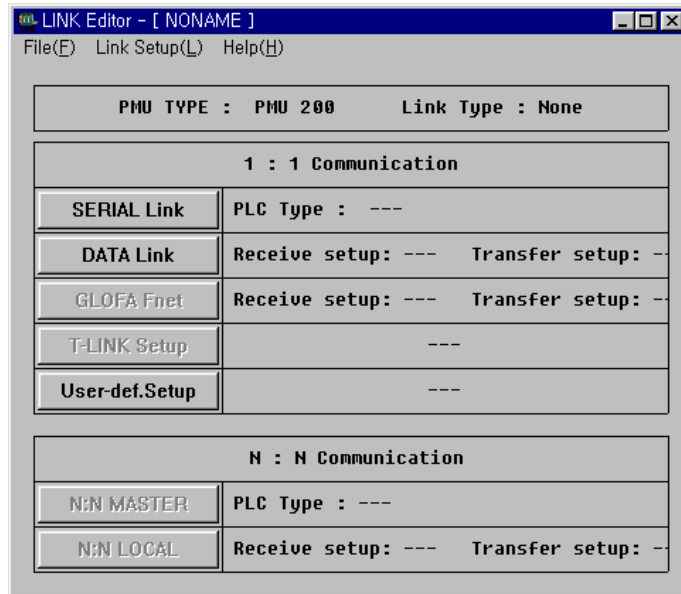 LINK Editor - [ NONAME ]
File(F) Link Setup(L) Help(H)
PMU TYPE : PMU 200 Link Type : None
1 : 1 Communication
SERIAL Link PLC Type : ---
DATA Link Receive setup: --- Transfer setup: --
GLOFA Fnet Receive setup: --- Transfer setup: --
T-LINK Setup ---
User-def.Setup ---
N : N Communication
N:N MASTER PLC Type : ---
N:N LOCAL Receive setup: --- Transfer setup: --